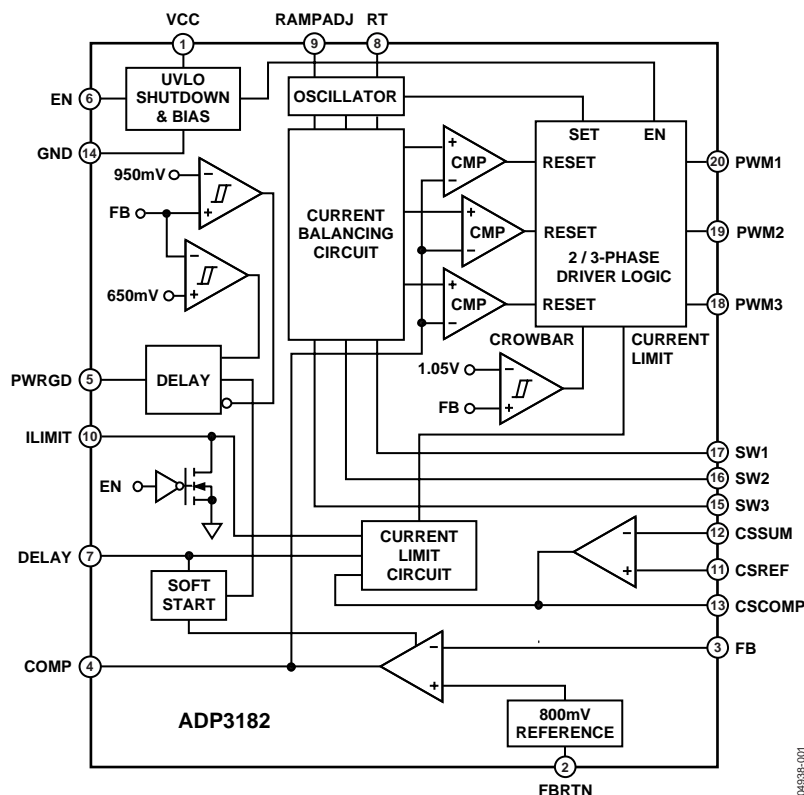 VCC
RAMPADJ
RT
1
9
8
UVLO
SHUTDOWN
& BIAS
OSCILLATOR
EN
6
GND
14
SET
EN
CMP
RESET
20
PWM1
950mV
FB
CURRENT
BALANCING
CIRCUIT
CMP
RESET
19
PWM2
2 / 3-PHASE
DRIVER LOGIC
650mV
CMP
RESET
18
PWM3
CROWBAR
CURRENT
LIMIT
PWRGD
5
DELAY
1.05V
FB
ILIMIT
10
17
SW1
EN
16
SW2
15
SW3
DELAY
7
CURRENT
LIMIT
CIRCUIT
12
CSSUM
11
CSREF
SOFT
START
13
CSCOMP
3
FB
COMP
4
ADP3182
800mV
REFERENCE
2
FBRTN
04938-001